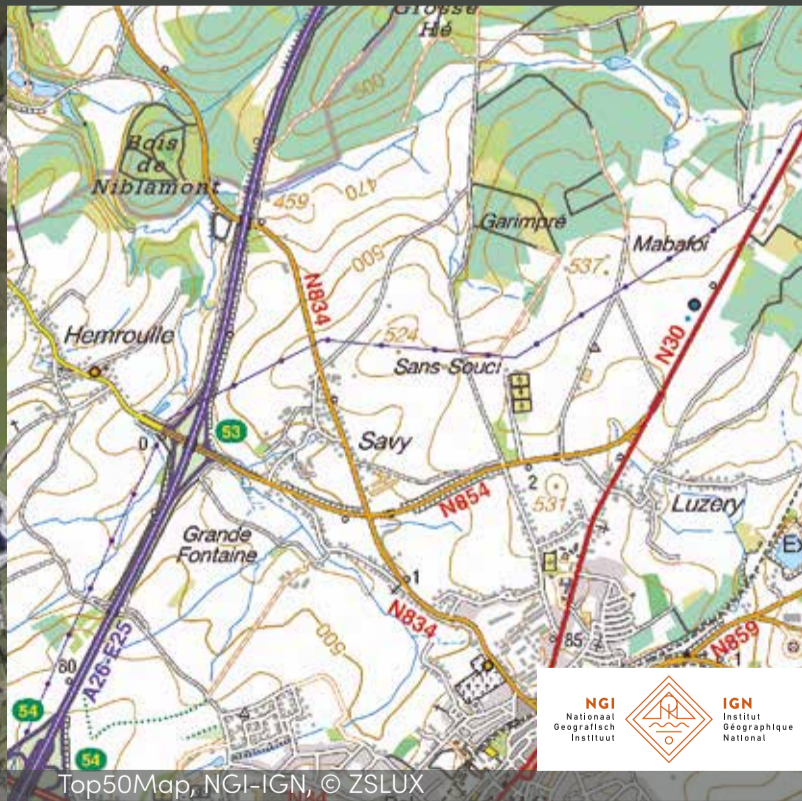 Grosse
Hé
500
Bois
de
Niblamont
459
470
500
Garimpré
Mabafoi
537
N834
Hemroulle
524
Sans-Souci
N30
53
0
Savy
2
N854
531
Luzery
Grande
Fontaine
1
N834
500
A26-E25
80
85
N859
1
54
54
NGI
Nationaal
Geografisch
Instituut
IGN
Institut
Géographique
National
Top50Map, NGI-IGN, © ZSLUX